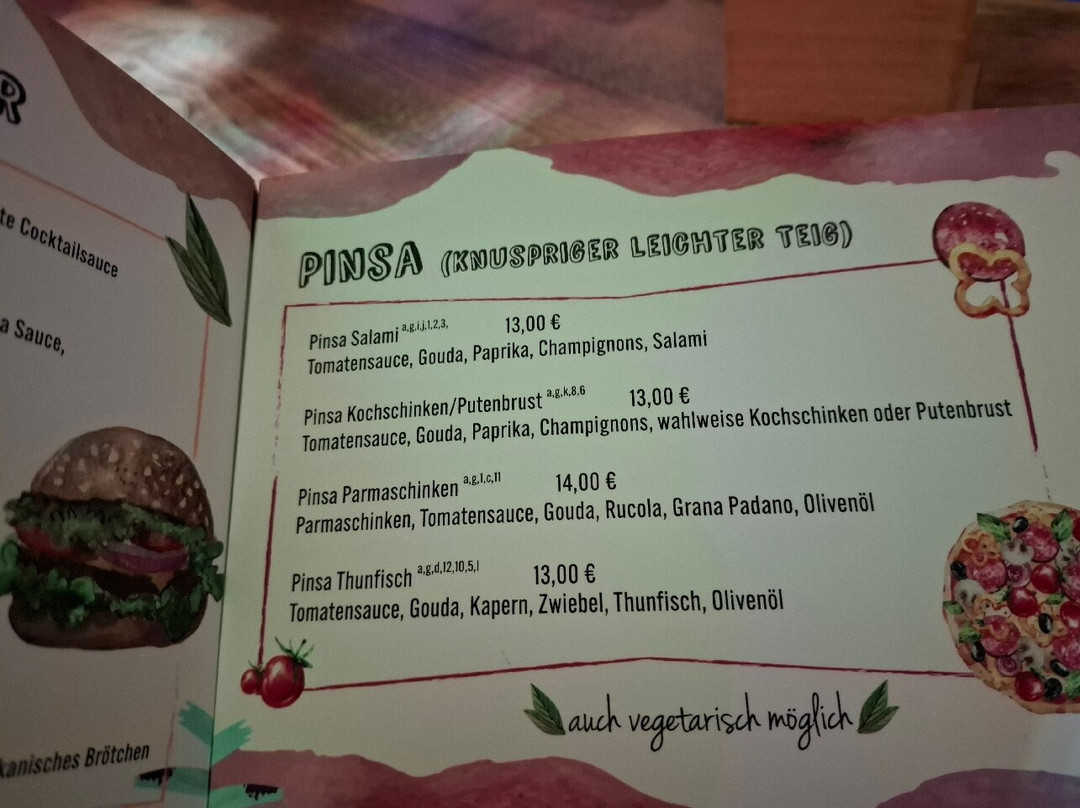 R
te Cocktailsauce
a Sauce,
kanisches Brötchen
PINSA (KNUSPRIGER LEICHTER TEIG)
Pinsa Salami a,g,i,j,1,2,3, 13,00 €
Tomatensauce, Gouda, Paprika, Champignons, Salami
Pinsa Kochschinken/Putenbrust a,g,k,8,6 13,00 €
Tomatensauce, Gouda, Paprika, Champignons, wahlweise Kochschinken oder Putenbrust
Pinsa Parmaschinken a,g,1,c,11 14,00 €
Parmaschinken, Tomatensauce, Gouda, Rucola, Grana Padano, Olivenöl
Pinsa Thunfisch a,g,d,12,10,5,l 13,00 €
Tomatensauce, Gouda, Kapern, Zwiebel, Thunfisch, Olivenöl
auch vegetarisch möglich